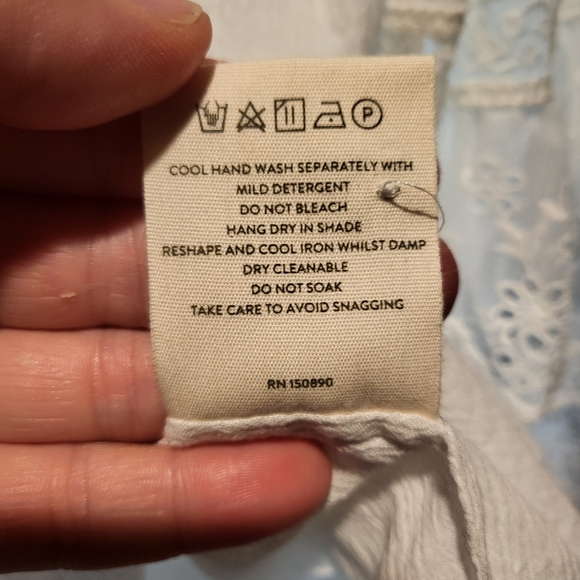 P
COOL HAND WASH SEPARATELY WITH
MILD DETERGENT
DO NOT BLEACH
HANG DRY IN SHADE
RESHAPE AND COOL IRON WHILST DAMP
DRY CLEANABLE
DO NOT SOAK
TAKE CARE TO AVOID SNAGGING
RN 150890